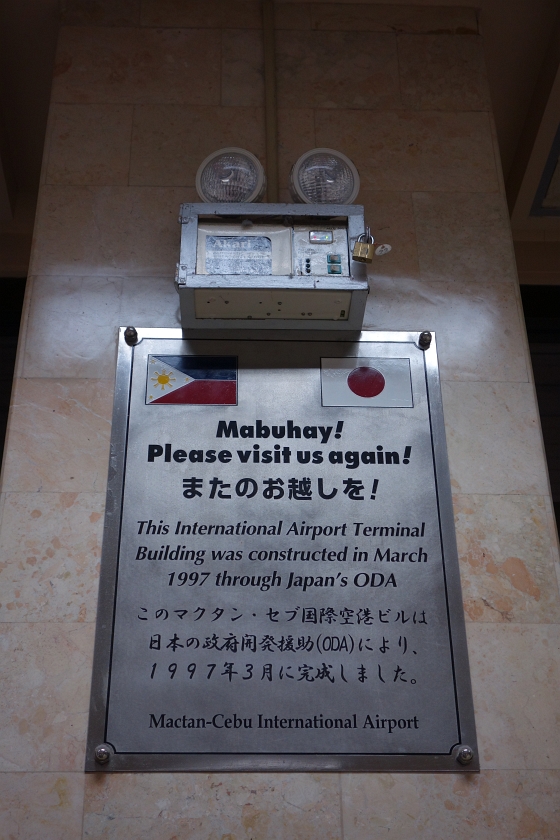 Akari
Mabuhay!
Please visit us again!
またのお越しを!
This International Airport Terminal
Building was constructed in March
1997 through Japan's ODA
このマクタン・セブ国際空港ビルは
日本の政府開発援助(ODA)により、
1997年3月に完成しました。
Mactan-Cebu International Airport